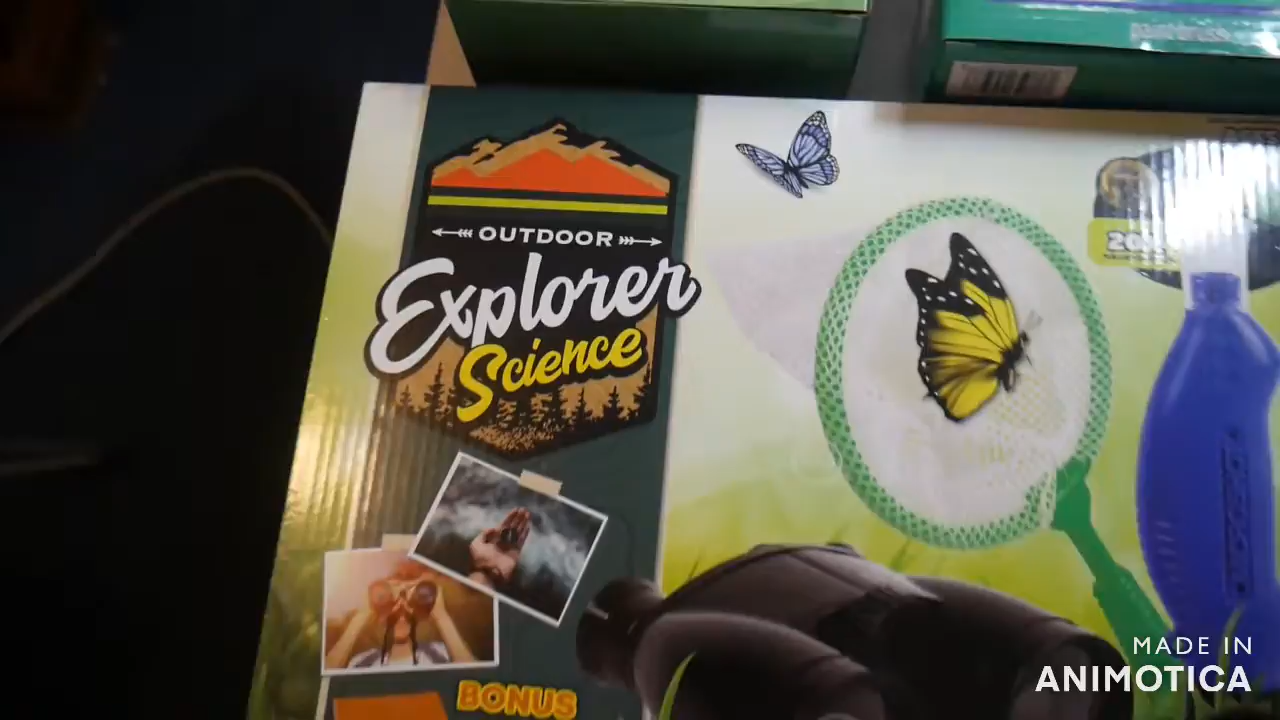 OUTDOOR
Explorer
Science
BONUS
MADE IN
ANIMOTICA